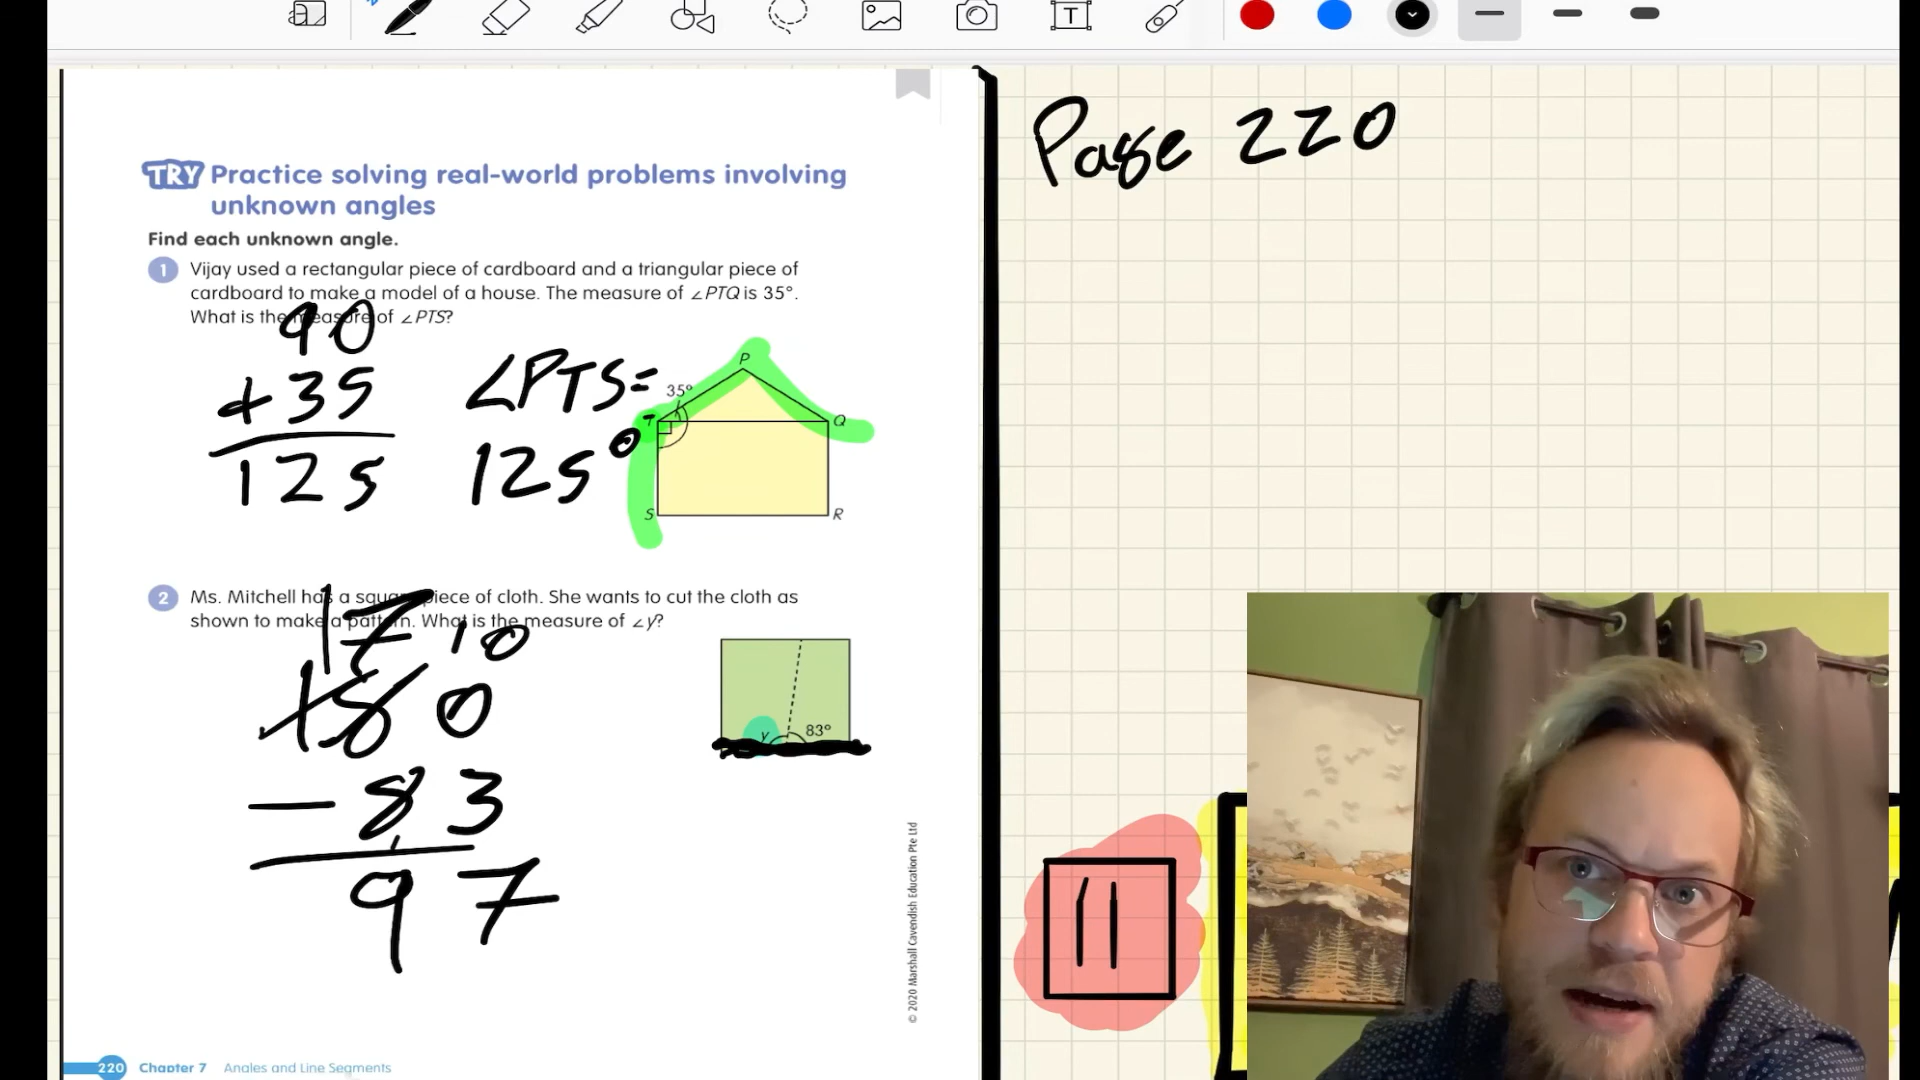 T
Page 220
TRY Practice solving real-world problems involving
unknown angles
Find each unknown angle.
1 Vijay used a rectangular piece of cardboard and a triangular piece of
cardboard to make a model of a house. The measure of ∠PTQ is 35°.
What is the measure of ∠PTS?
90
+35
125
∠PTS=
125°
P
35°
T
Q
S
R
2 Ms. Mitchell has a square piece of cloth. She wants to cut the cloth as
shown to make a pattern. What is the measure of ∠y?
17 10
180
-83
97
y
83°
11
© 2020 Marshall Cavendish Education Pte Ltd
220 Chapter 7 Angles and Line Segments